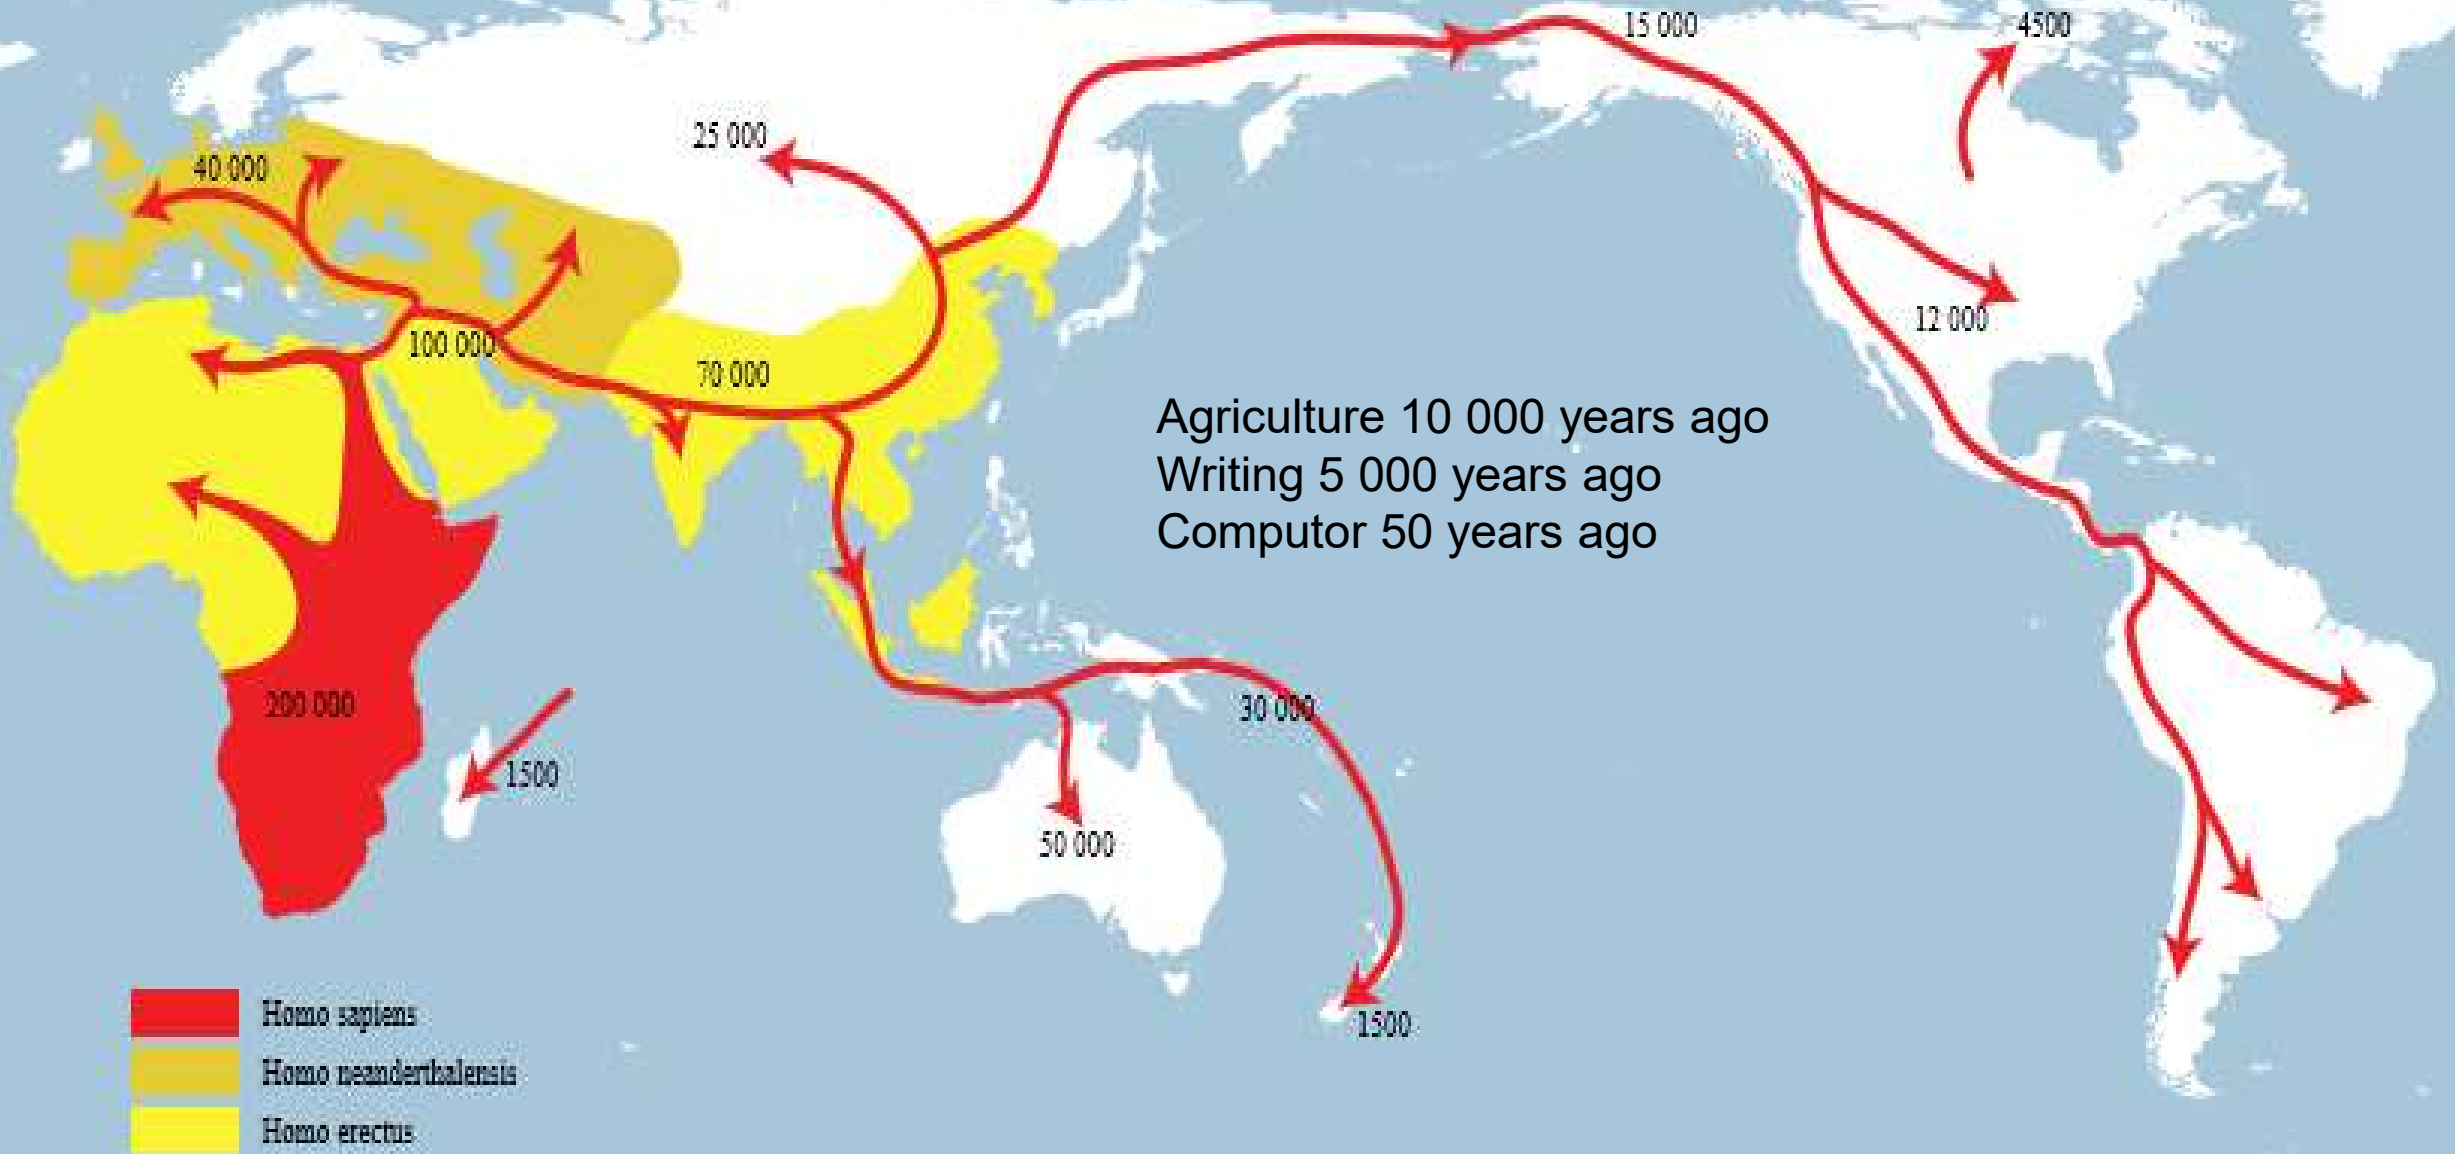 15 000
4500
25 000
40 000
12 000
100 000
70 000
Agriculture 10 000 years ago
Writing 5 000 years ago
Computor 50 years ago
200 000
30 000
1500
50 000
1500
Homo sapiens
Homo neanderthalensis
Homo erectus